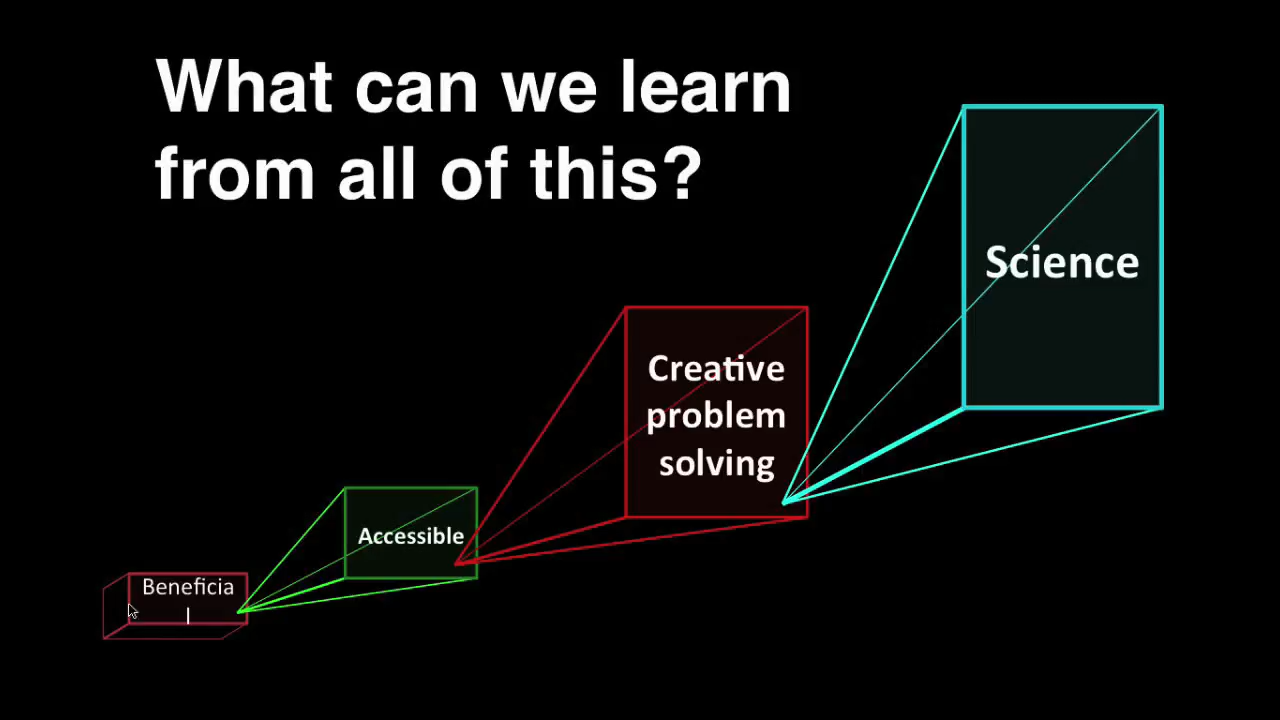 What can we learn
from all of this?
Science
Creative
problem
solving
Accessible
Beneficia
l